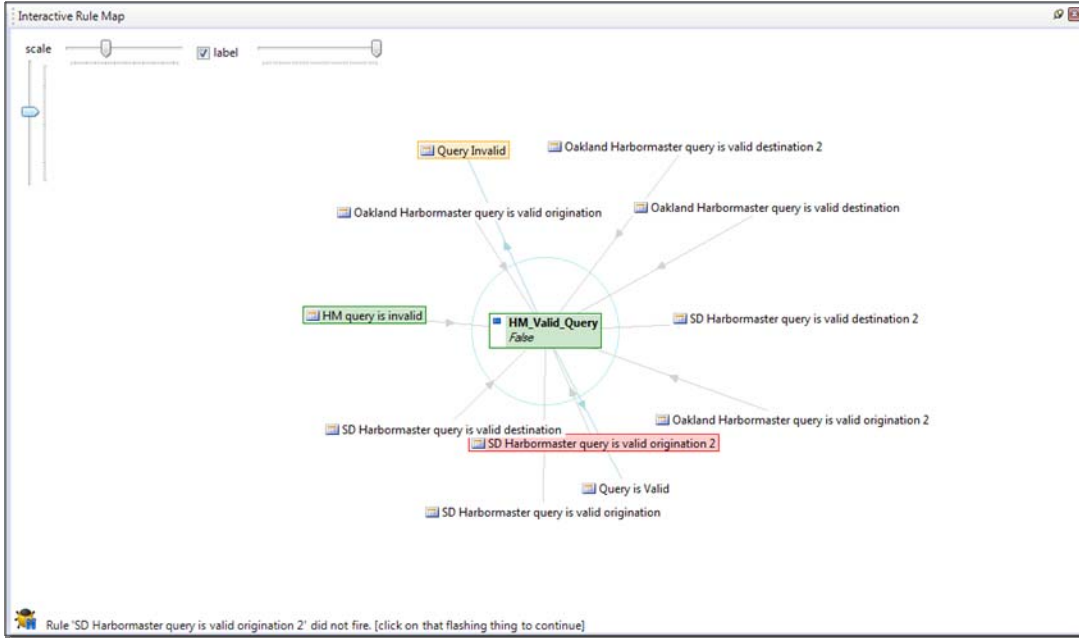 Interactive Rule Map
scale
label
Query Invalid
Oakland Harbormaster query is valid destination 2
Oakland Harbormaster query is valid origination
Oakland Harbormaster query is valid destination
HM query is invalid
HM_Valid_Query
False
SD Harbormaster query is valid destination 2
Oakland Harbormaster query is valid origination 2
SD Harbormaster query is valid destination
SD Harbormaster query is valid origination 2
Query is Valid
SD Harbormaster query is valid origination
Rule 'SD Harbormaster query is valid origination 2' did not fire. [click on that flashing thing to continue]